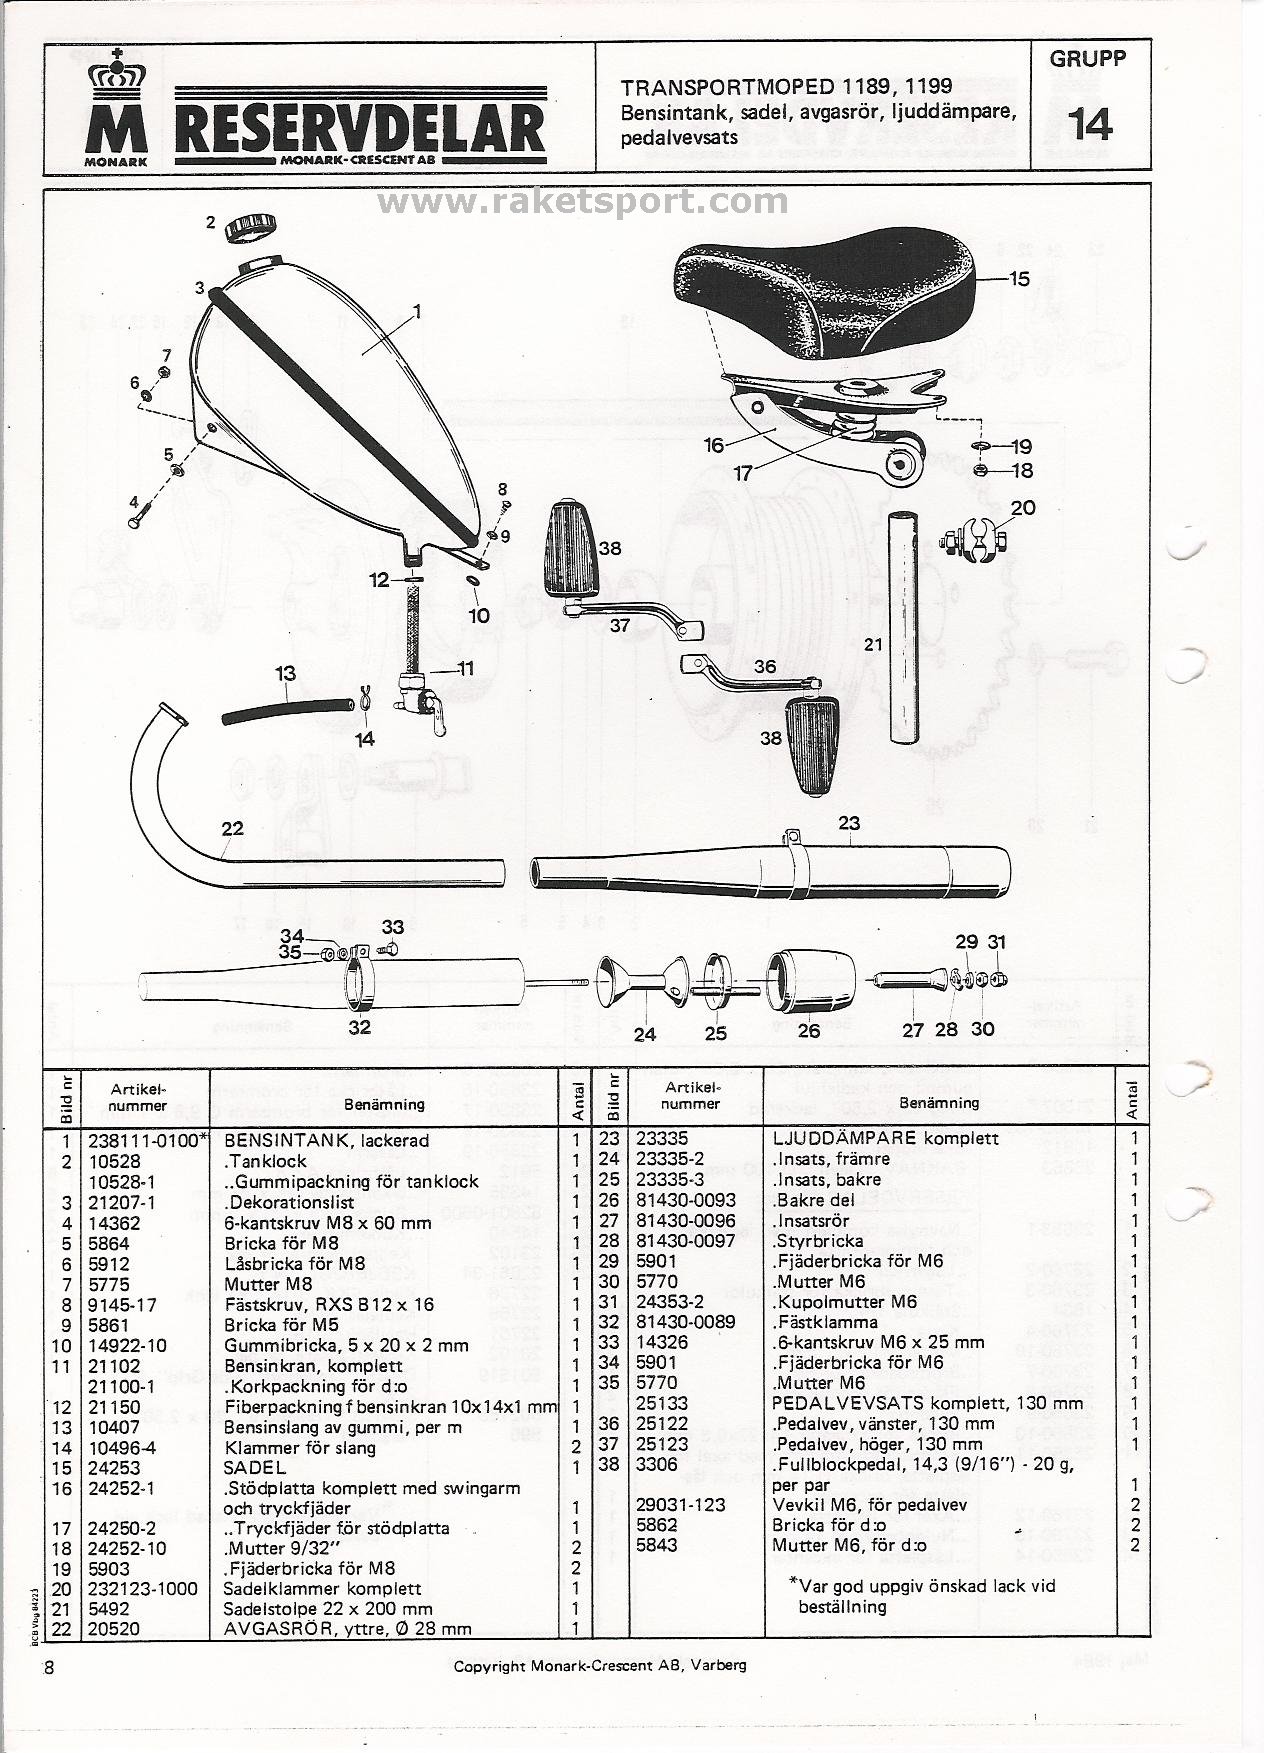 M
MONARK
RESERVDELAR
MONARK-CRESCENT AB
TRANSPORTMOPED 1189, 1199
Bensintank, sadel, avgasrör, ljuddämpare,
pedalvevsats
GRUPP
14
www.raketsport.com
2
3
1
7
6
5
4
8
9
12
10
11
13
14
15
16
17
19
18
20
21
38
37
36
38
22
23
34
35
33
32
24
25
26
27
28
29
30
31
Bild nr Artikel-nummer Benämning Antal
1 238111-0100* BENSINTANK, lackerad 1
2 10528 .Tanklock 1
10528-1 ..Gummipackning för tanklock 1
3 21207-1 .Dekorationslist 1
4 14362 6-kantskruv M8 x 60 mm 1
5 5864 Bricka för M8 1
6 5912 Låsbricka för M8 1
7 5775 Mutter M8 1
8 9145-17 Fästskruv, RXS B12 x 16 1
9 5861 Bricka för M5 1
10 14922-10 Gummibricka, 5 x 20 x 2 mm 1
11 21102 Bensinkran, komplett 1
21100-1 .Korkpackning för d:o 1
12 21150 Fiberpackning f bensinkran 10x14x1 mm 1
13 10407 Bensinslang av gummi, per m 1
14 10496-4 Klammer för slang 2
15 24253 SADEL 1
16 24252-1 .Stödplatta komplett med swingarm
och tryckfjäder 1
17 24250-2 ..Tryckfjäder för stödplatta 1
18 24252-10 .Mutter 9/32" 2
19 5903 .Fjäderbricka för M8 2
20 232123-1000 Sadelklammer komplett 1
21 5492 Sadelstolpe 22 x 200 mm 1
22 20520 AVGASRÖR, yttre, Ø 28 mm 1
Bild nr Artikel-nummer Benämning Antal
23 23335 LJUDDÄMPARE komplett 1
24 23335-2 .Insats, främre 1
25 23335-3 .Insats, bakre 1
26 81430-0093 .Bakre del 1
27 81430-0096 .Insatsrör 1
28 81430-0097 .Styrbricka 1
29 5901 .Fjäderbricka för M6 1
30 5770 .Mutter M6 1
31 24353-2 .Kupolmutter M6 1
32 81430-0089 .Fästklamma 1
33 14326 .6-kantskruv M6 x 25 mm 1
34 5901 .Fjäderbricka för M6 1
35 5770 .Mutter M6 1
25133 PEDALVEVSATS komplett, 130 mm 1
36 25122 .Pedalvev, vänster, 130 mm 1
37 25123 .Pedalvev, höger, 130 mm 1
38 3306 .Fullblockpedal, 14,3 (9/16") - 20 g,
per par 1
29031-123 Vevkil M6, för pedalvev 2
5862 Bricka för d:o 2
5843 Mutter M6, för d:o 2
*Var god uppgiv önskad lack vid
beställning
8
Copyright Monark-Crescent AB, Varberg